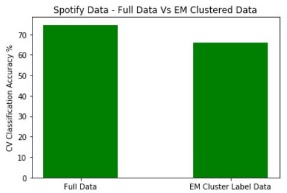 Spotify Data - Full Data Vs EM Clustered Data
CV Classification Accuracy %
70
60
50
40
30
20
10
0
Full Data
EM Cluster Label Data